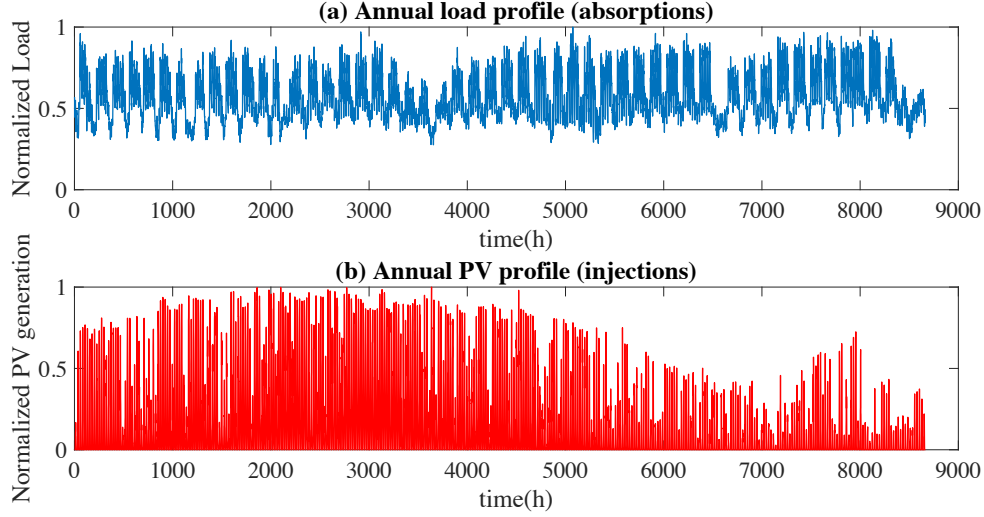 (a) Annual load profile (absorptions)
Normalized Load
1
0.5
0
0 1000 2000 3000 4000 5000 6000 7000 8000 9000
time(h)
(b) Annual PV profile (injections)
Normalized PV generation
1
0.5
0
0 1000 2000 3000 4000 5000 6000 7000 8000 9000
time(h)